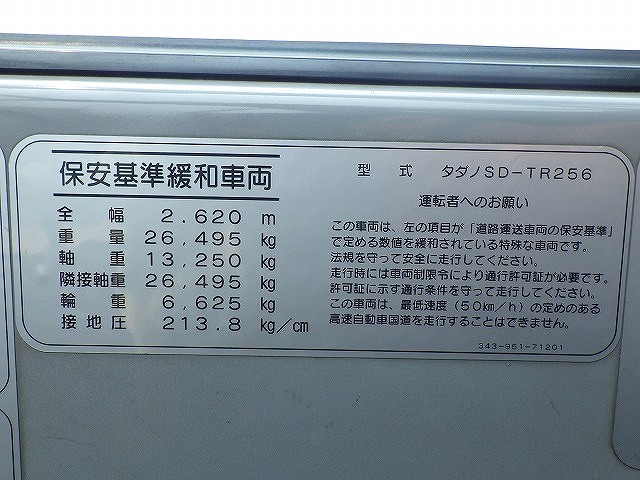 保安基準緩和車両
全幅 2.620 m
重量 26,495 kg
軸重 13,250 kg
隣接軸重 26,495 kg
輪重 6,625 kg
接地圧 213.8 kg/cm
型式 タダノSD-TR256
運転者へのお願い
この車両は、左の項目が「道路運送車両の保安基準」
で定める数値を緩和されている特殊な車両です。
法規を守って安全に走行してください。
走行時には車両制限令により通行許可証が必要です。
許可証に示す通行条件を守って走行してください。
この車両は、最低速度(50km/h)の定めのある
高速自動車国道を走行することはできません。
343-951-71201